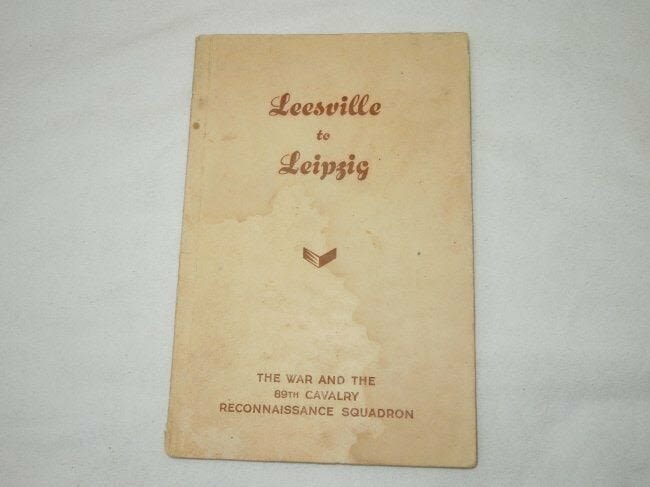 Leesville
to
Leipzig
THE WAR AND THE
89TH CAVALRY
RECONNAISSANCE SQUADRON